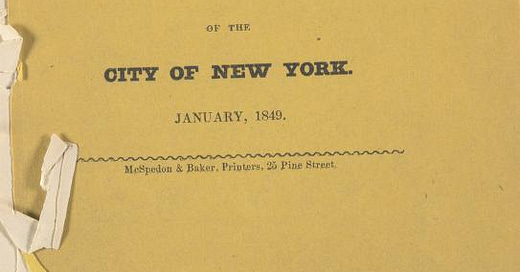 OF THE
CITY OF NEW YORK.
JANUARY, 1849.
McSpedon & Baker, Printers, 25 Pine Street.